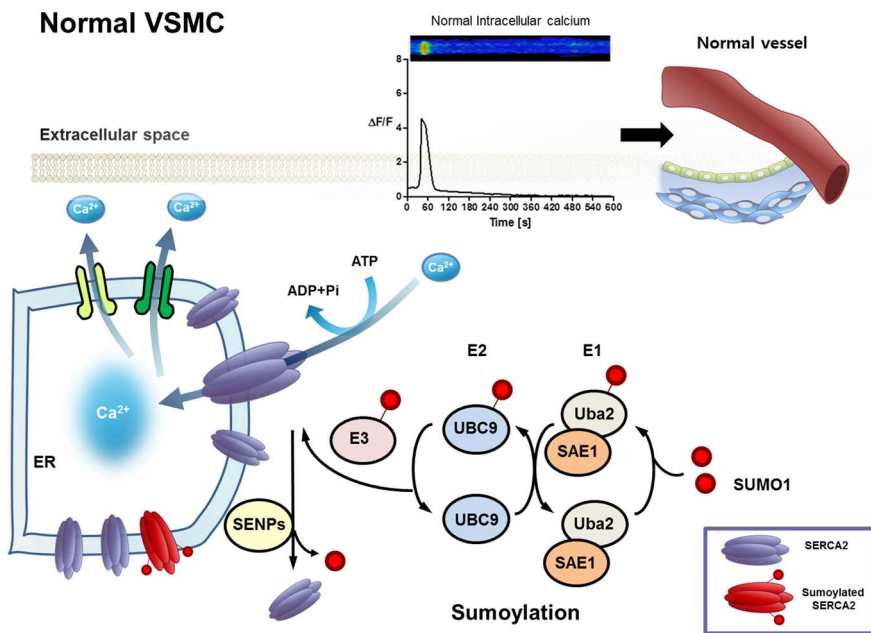 Normal VSMC
Normal Intracellular calcium
8
6
4
2
0
ΔF/F
0 60 120 180 240 300 360 420 480 540 600
Time [s]
Normal vessel
Extracellular space
Ca²⁺
Ca²⁺
ATP
ADP+Pi
Ca²⁺
Ca²⁺
ER
E2
E1
E3
UBC9
Uba2
SAE1
SUMO1
UBC9
Uba2
SAE1
SENPs
Sumoylation
SERCA2
Sumoylated
SERCA2